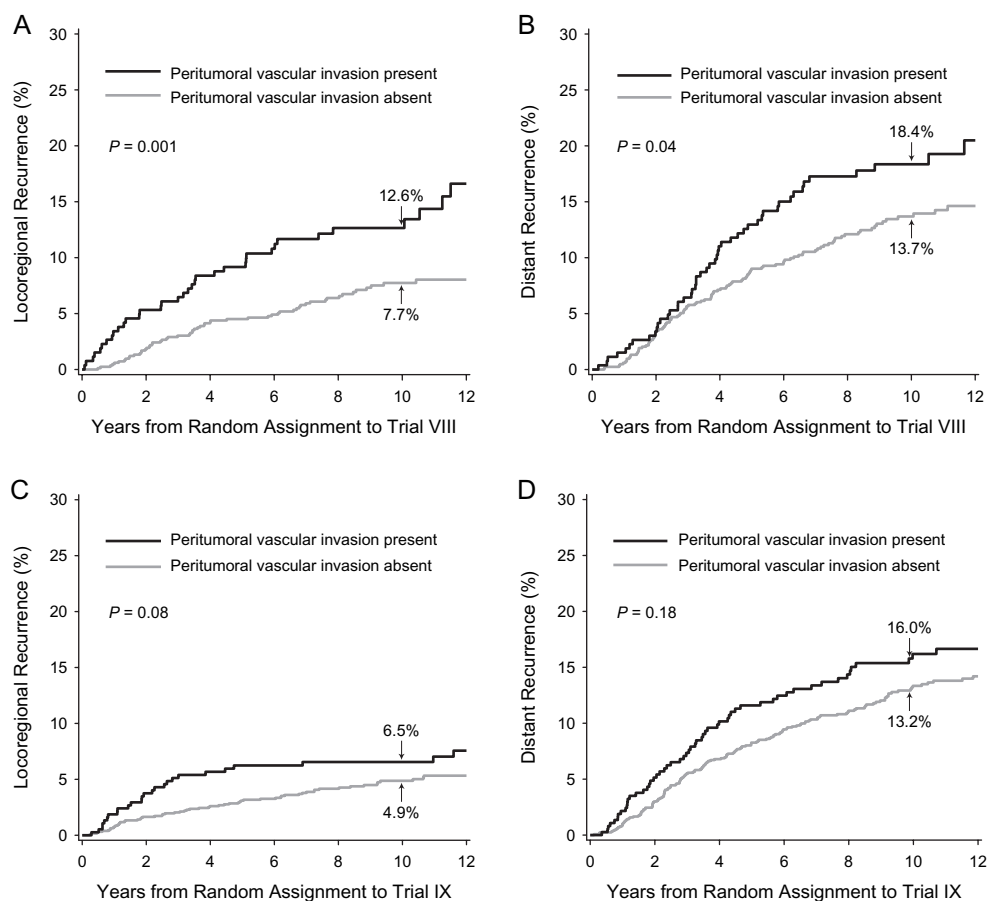 A
30
25
20
15
10
5
0
Locoregional Recurrence (%)
Peritumoral vascular invasion present
Peritumoral vascular invasion absent
P = 0.001
12.6%
7.7%
0 2 4 6 8 10 12
Years from Random Assignment to Trial VIII
B
30
25
20
15
10
5
0
Distant Recurrence (%)
Peritumoral vascular invasion present
Peritumoral vascular invasion absent
P = 0.04
18.4%
13.7%
0 2 4 6 8 10 12
Years from Random Assignment to Trial VIII
C
30
25
20
15
10
5
0
Locoregional Recurrence (%)
Peritumoral vascular invasion present
Peritumoral vascular invasion absent
P = 0.08
6.5%
4.9%
0 2 4 6 8 10 12
Years from Random Assignment to Trial IX
D
30
25
20
15
10
5
0
Distant Recurrence (%)
Peritumoral vascular invasion present
Peritumoral vascular invasion absent
P = 0.18
16.0%
13.2%
0 2 4 6 8 10 12
Years from Random Assignment to Trial IX